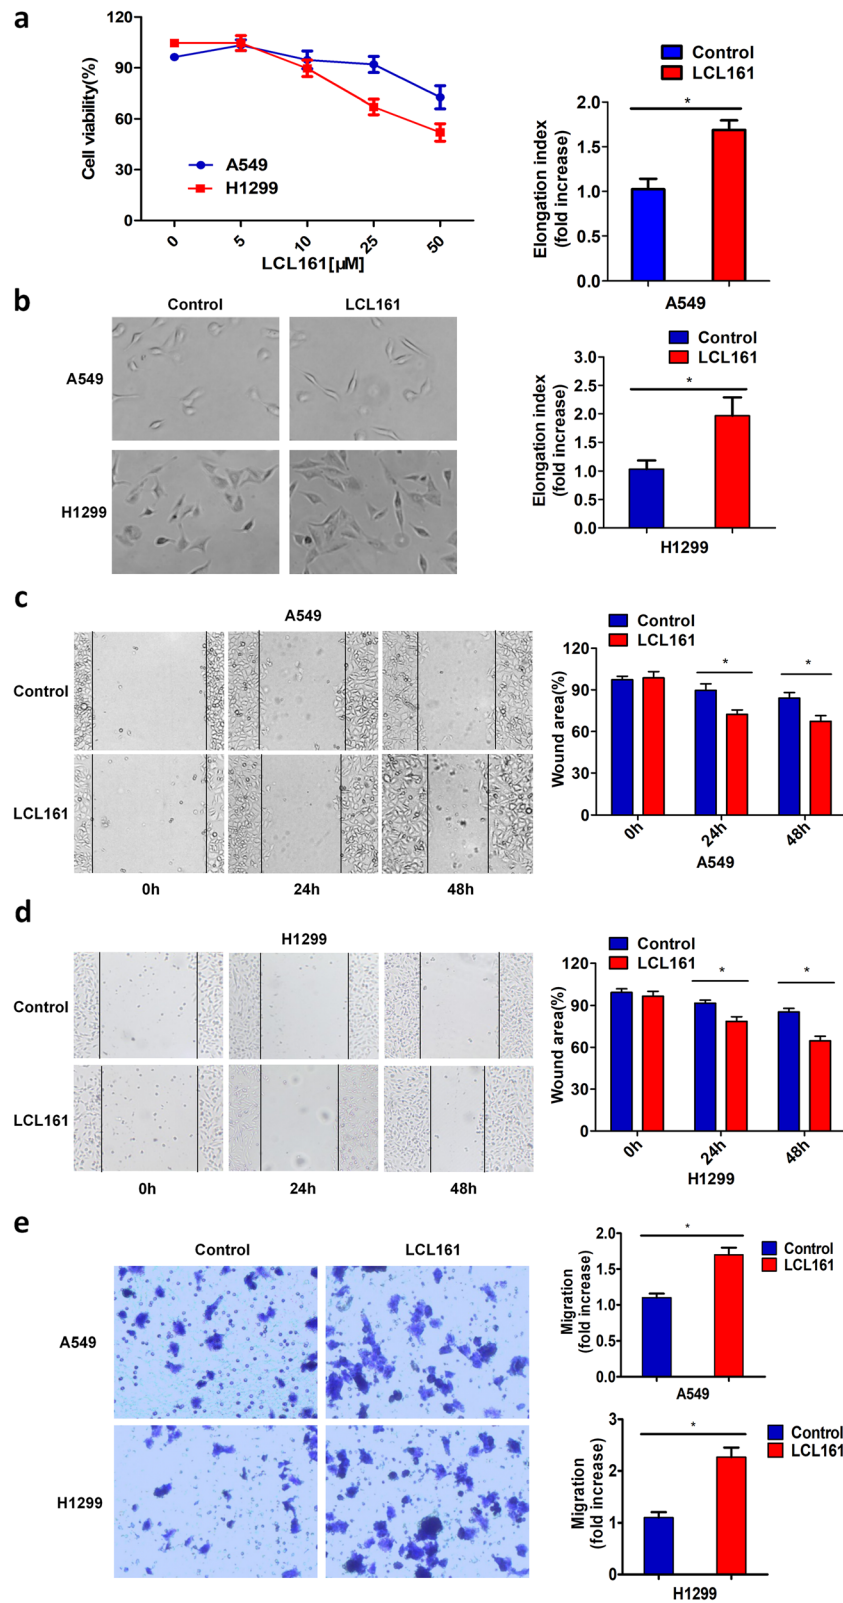 a
120
90
60
30
0
Cell viability(%)
A549
H1299
0
5
10
25
50
LCL161[µM]
Control
LCL161
*
2.0
1.5
1.0
0.5
0.0
Elongation index
(fold increase)
A549
b
Control
LCL161
A549
H1299
Control
LCL161
*
3.0
2.5
2.0
1.5
1.0
0.5
0.0
Elongation index
(fold increase)
H1299
c
A549
Control
LCL161
0h
24h
48h
Control
LCL161
*
*
120
90
60
30
0
Wound area(%)
0h
24h
48h
A549
d
H1299
Control
LCL161
0h
24h
48h
Control
LCL161
*
*
120
90
60
30
0
Wound area(%)
0h
24h
48h
H1299
e
Control
LCL161
A549
H1299
*
2.0
1.5
1.0
0.5
0.0
Migration
(fold increase)
A549
Control
LCL161
*
3
2
1
0
Migration
(fold increase)
H1299
Control
LCL161